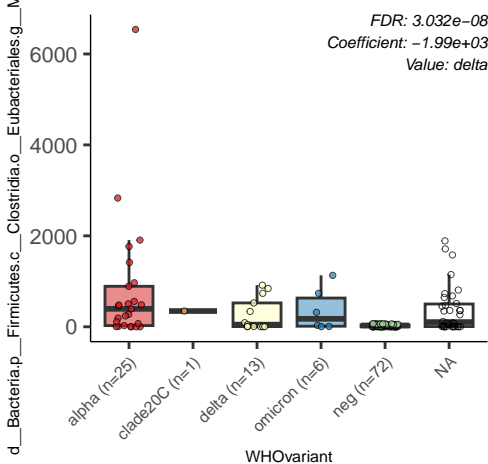 FDR: 3.032e−08
Coefficient: −1.99e+03
Value: delta
d__Bacteria.p__Firmicutes.c__Clostridia.o__Eubacteriales.g__
6000
4000
2000
0
alpha (n=25)
clade20C (n=1)
delta (n=13)
omicron (n=6)
neg (n=72)
NA
WHOvariant